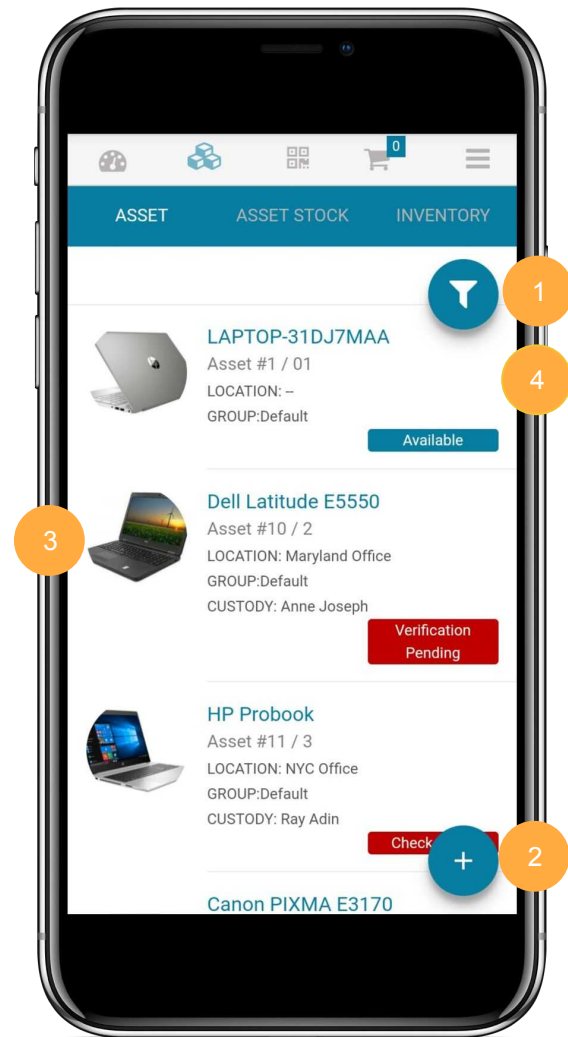 0
ASSET ASSET STOCK INVENTORY
1
LAPTOP-31DJ7MAA
Asset #1 / 01
4
LOCATION: --
GROUP:Default
Available
Dell Latitude E5550
Asset #10 / 2
3
LOCATION: Maryland Office
GROUP:Default
CUSTODY: Anne Joseph
Verification
Pending
HP Probook
Asset #11 / 3
LOCATION: NYC Office
GROUP:Default
CUSTODY: Ray Adin
Check
+
2
Canon PIXMA E3170